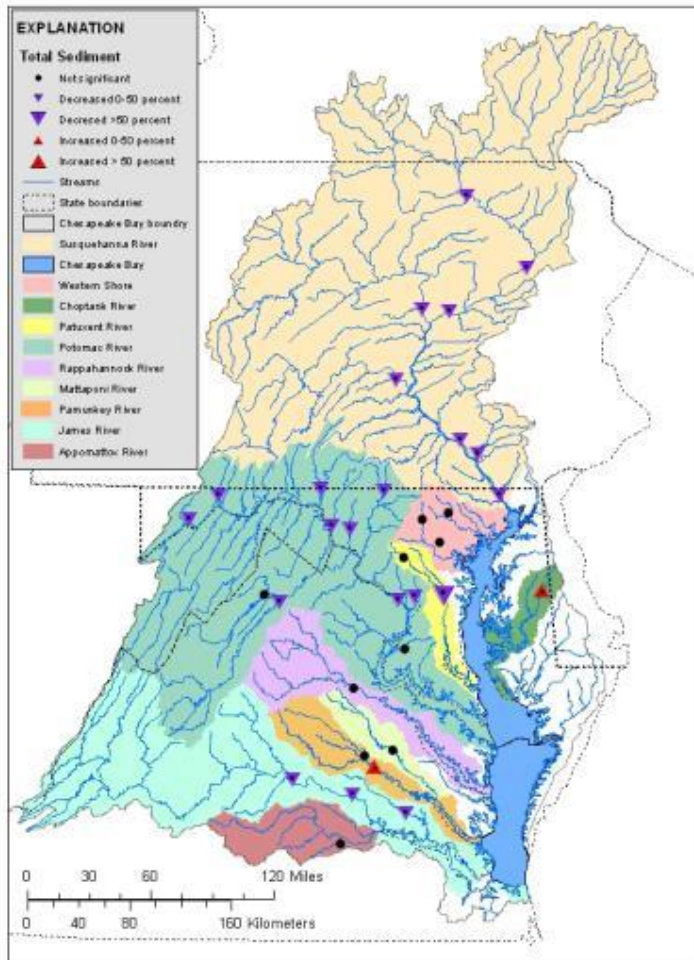 EXPLANATION
Total Sediment
Not significant
Decreased 0-50 percent
Decresed >50 percent
Increased 0-50 percent
Increased > 50 percent
Streams
State boundaries
Chesapeake Bay boundry
Susquehanna River
Chesapeake Bay
Western Shore
Choptank River
Patuxent River
Potomac River
Rappahannock River
Mattaponi River
Pamunkey River
James River
Appomattox River
0 30 60 120 Miles
0 40 80 160 Kilometers